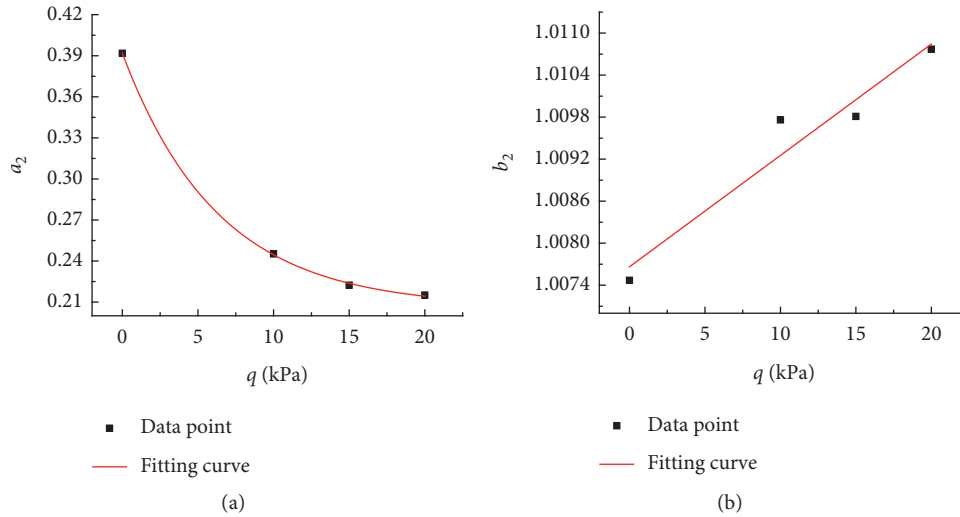 0.42
0.39
0.36
0.33
0.30
0.27
0.24
0.21
a2
0 5 10 15 20
q (kPa)
Data point
Fitting curve
(a)
1.0110
1.0104
1.0098
1.0092
1.0086
1.0080
1.0074
b2
0 5 10 15 20
q (kPa)
Data point
Fitting curve
(b)